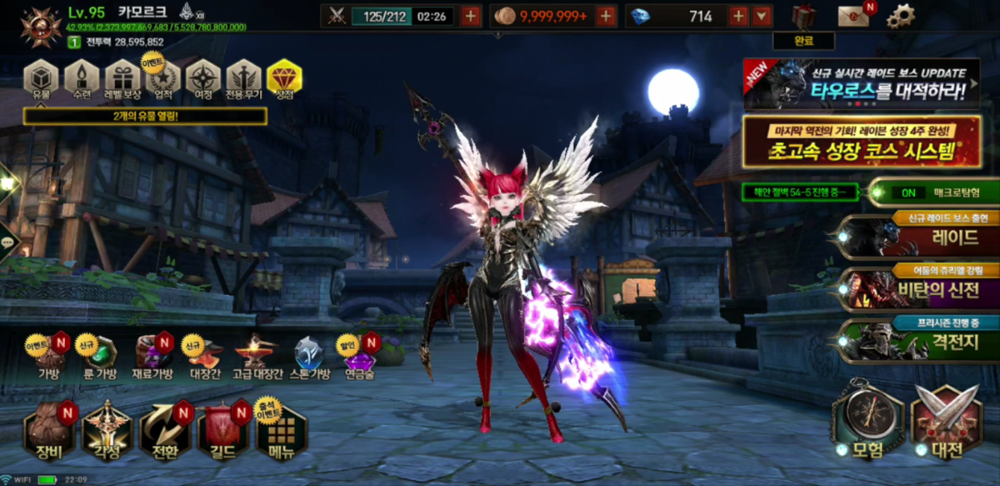 Lv.95 카모르크 XII
42.93% (2,373,997,669,683 / 5,528,780,800,000)
1 전투력 28,595,852
125/212 02:26
9,999,999+
714
N
완료
이벤트
유물 수련 레벨 보상 업적 여정 전용 무기 상점
2개의 유물 열림!
NEW
신규 실시간 레이드 보스 UPDATE
타우로스를 대적하라!
마지막 역전의 기회! 레이븐 성장 4주 완성!
초고속 성장 코스 시스템
해안 절벽 54-5 진행 중…
ON 매크로탐험
신규 레이드 보스 출현
레이드
어둠의 쥬리엘 강림
비탄의 신전
프리시즌 진행 중
격전지
이벤트 N 신규 N 신규 할인 N
가방 룬 가방 재료가방 대장간 고급 대장간 스톤 가방 연금술
N N N 출석
이벤트
장비 각성 전환 길드 메뉴
모험 대전
WIFI 22:09